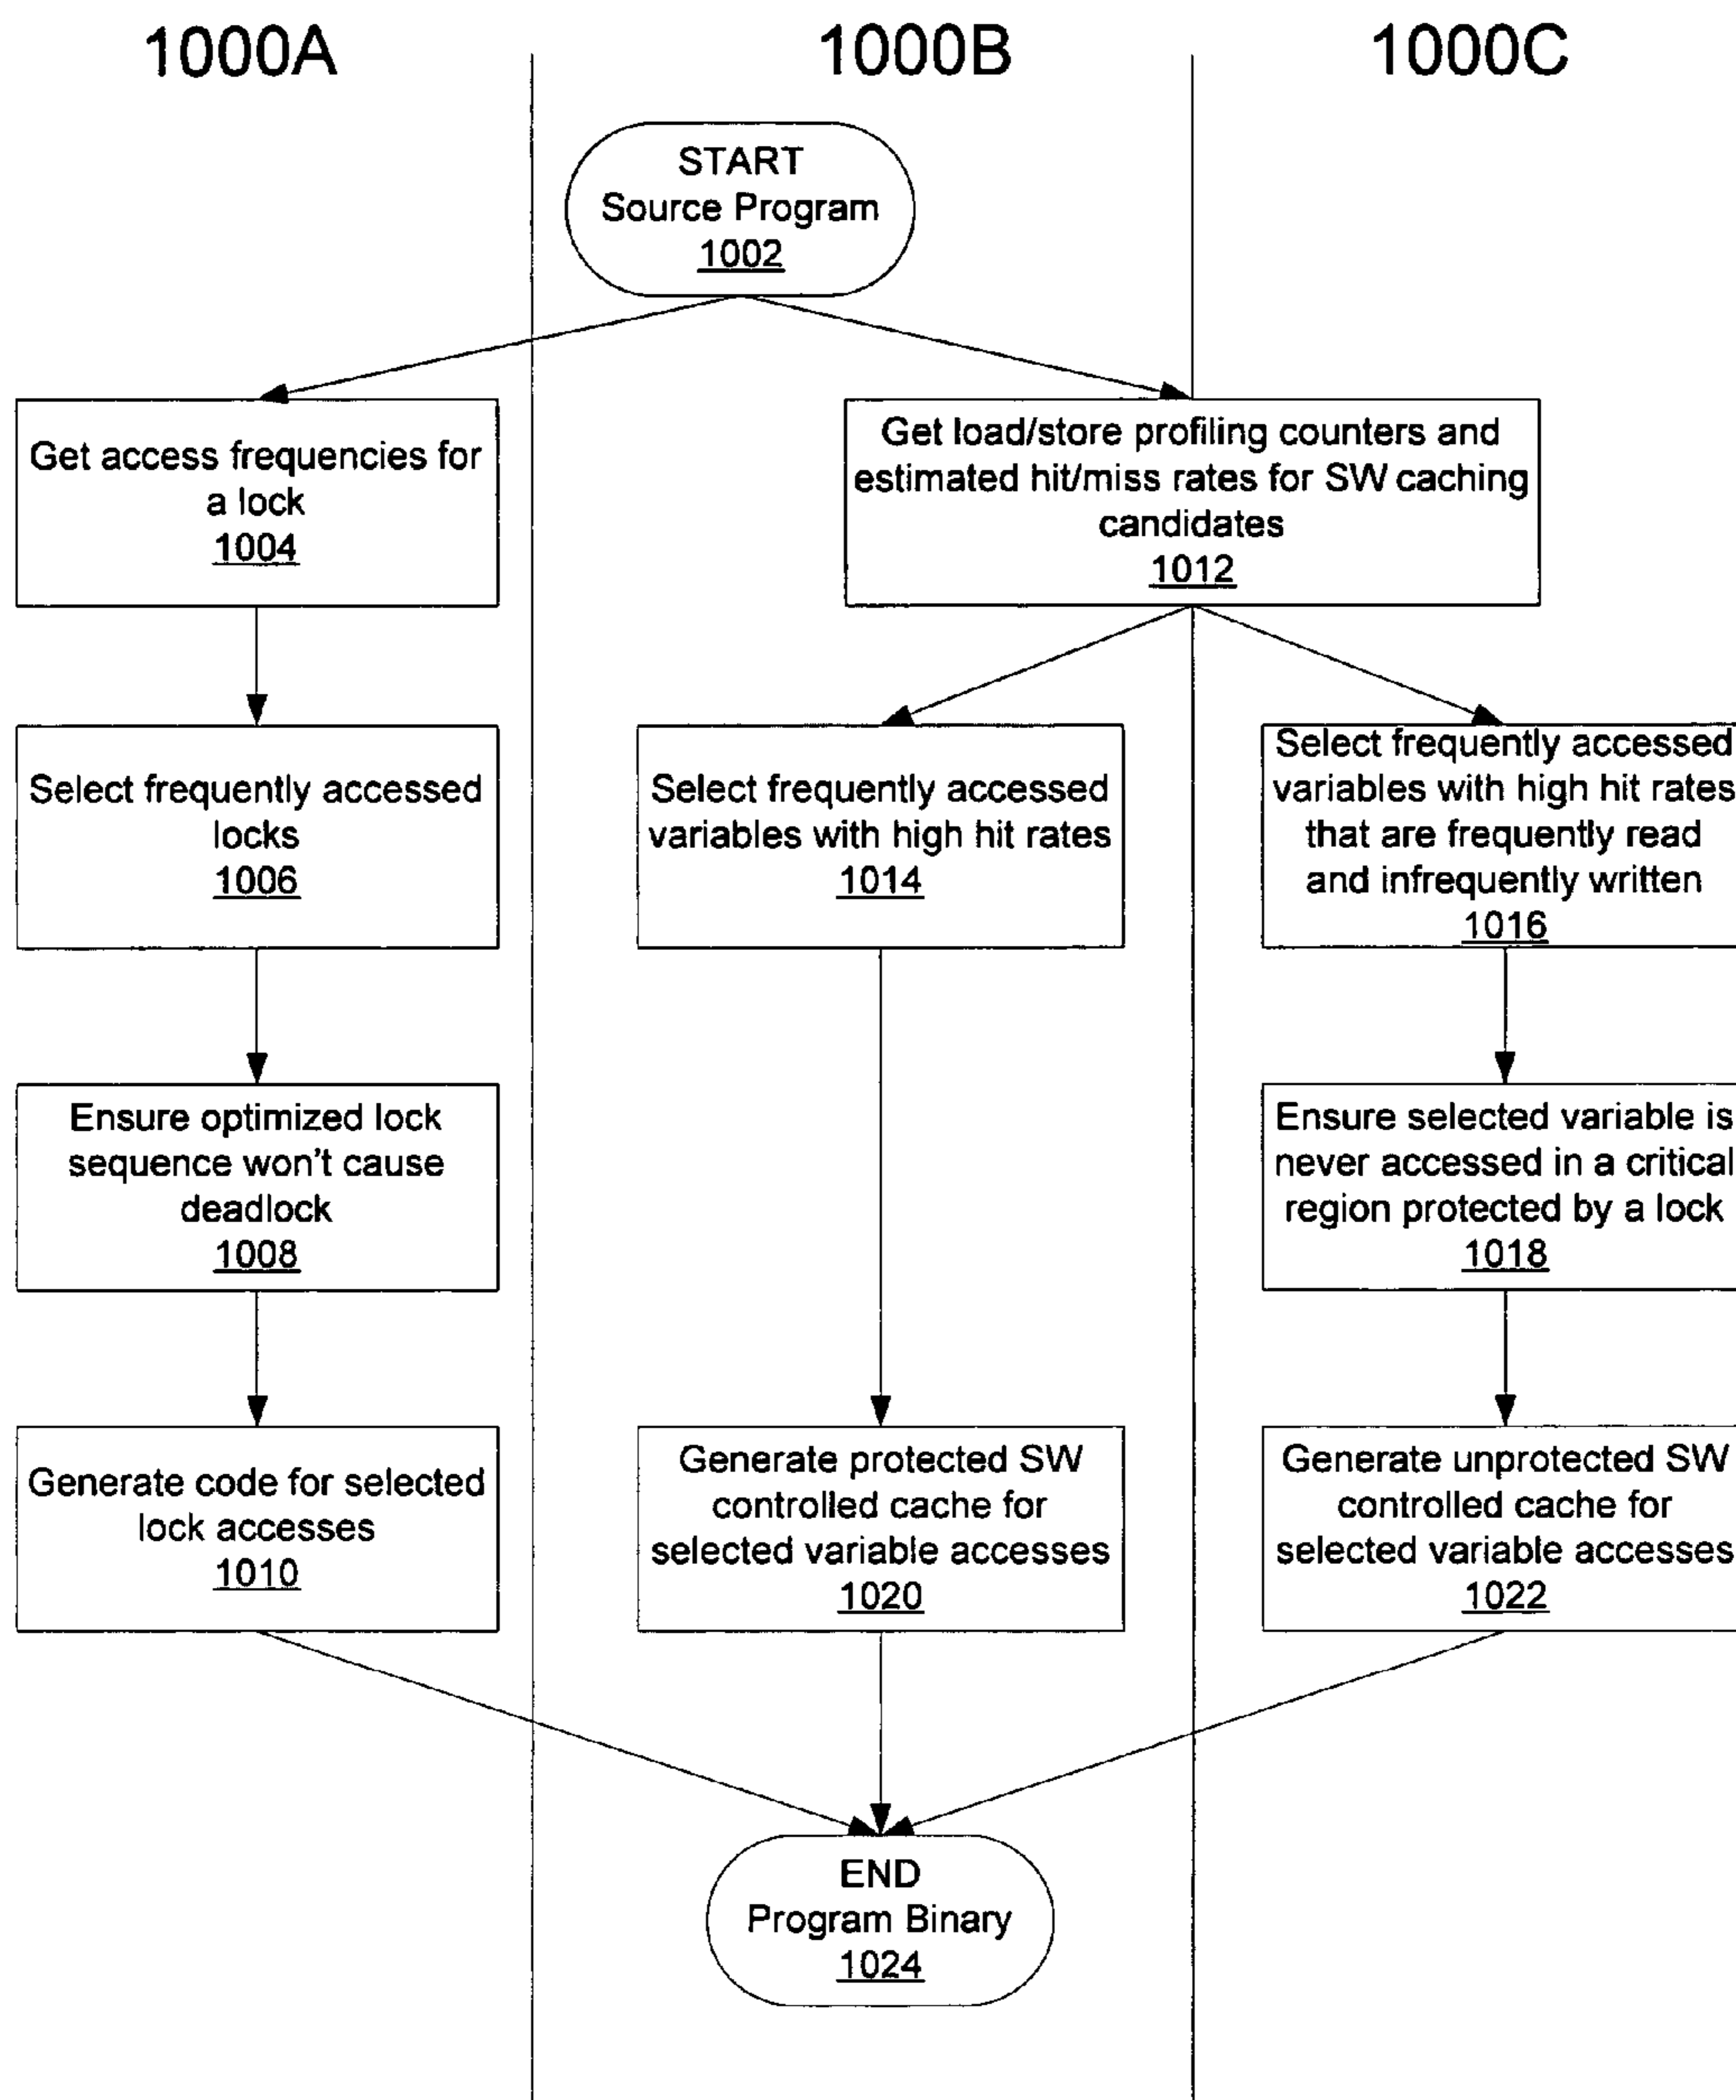 1000A
1000B
1000C
START
Source Program
1002
Get access frequencies for
a lock
1004
Get load/store profiling counters and
estimated hit/miss rates for SW caching
candidates
1012
Select frequently accessed
locks
1006
Select frequently accessed
variables with high hit rates
1014
Select frequently accessed
variables with high hit rates
that are frequently read
and infrequently written
1016
Ensure optimized lock
sequence won't cause
deadlock
1008
Ensure selected variable is
never accessed in a critical
region protected by a lock
1018
Generate code for selected
lock accesses
1010
Generate protected SW
controlled cache for
selected variable accesses
1020
Generate unprotected SW
controlled cache for
selected variable accesses
1022
END
Program Binary
1024